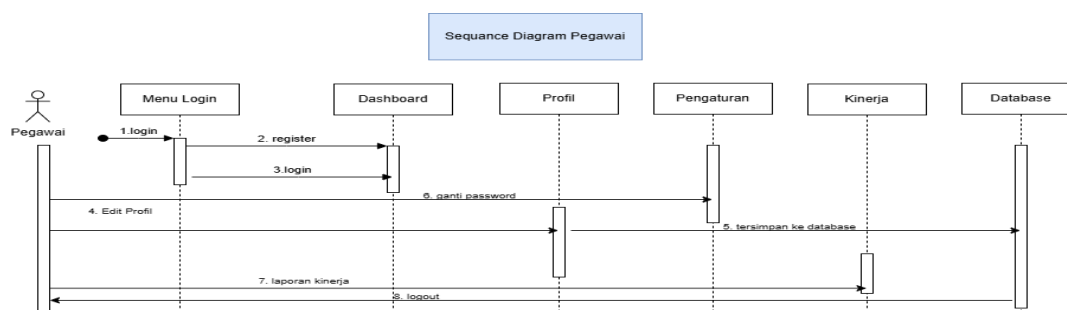 Sequance Diagram Pegawai
Menu Login
Dashboard
Profil
Pengaturan
Kinerja
Database
Pegawai
1.login
2. register
3.login
6. ganti password
4. Edit Profil
5. tersimpan ke database
7. laporan kinerja
8. logout